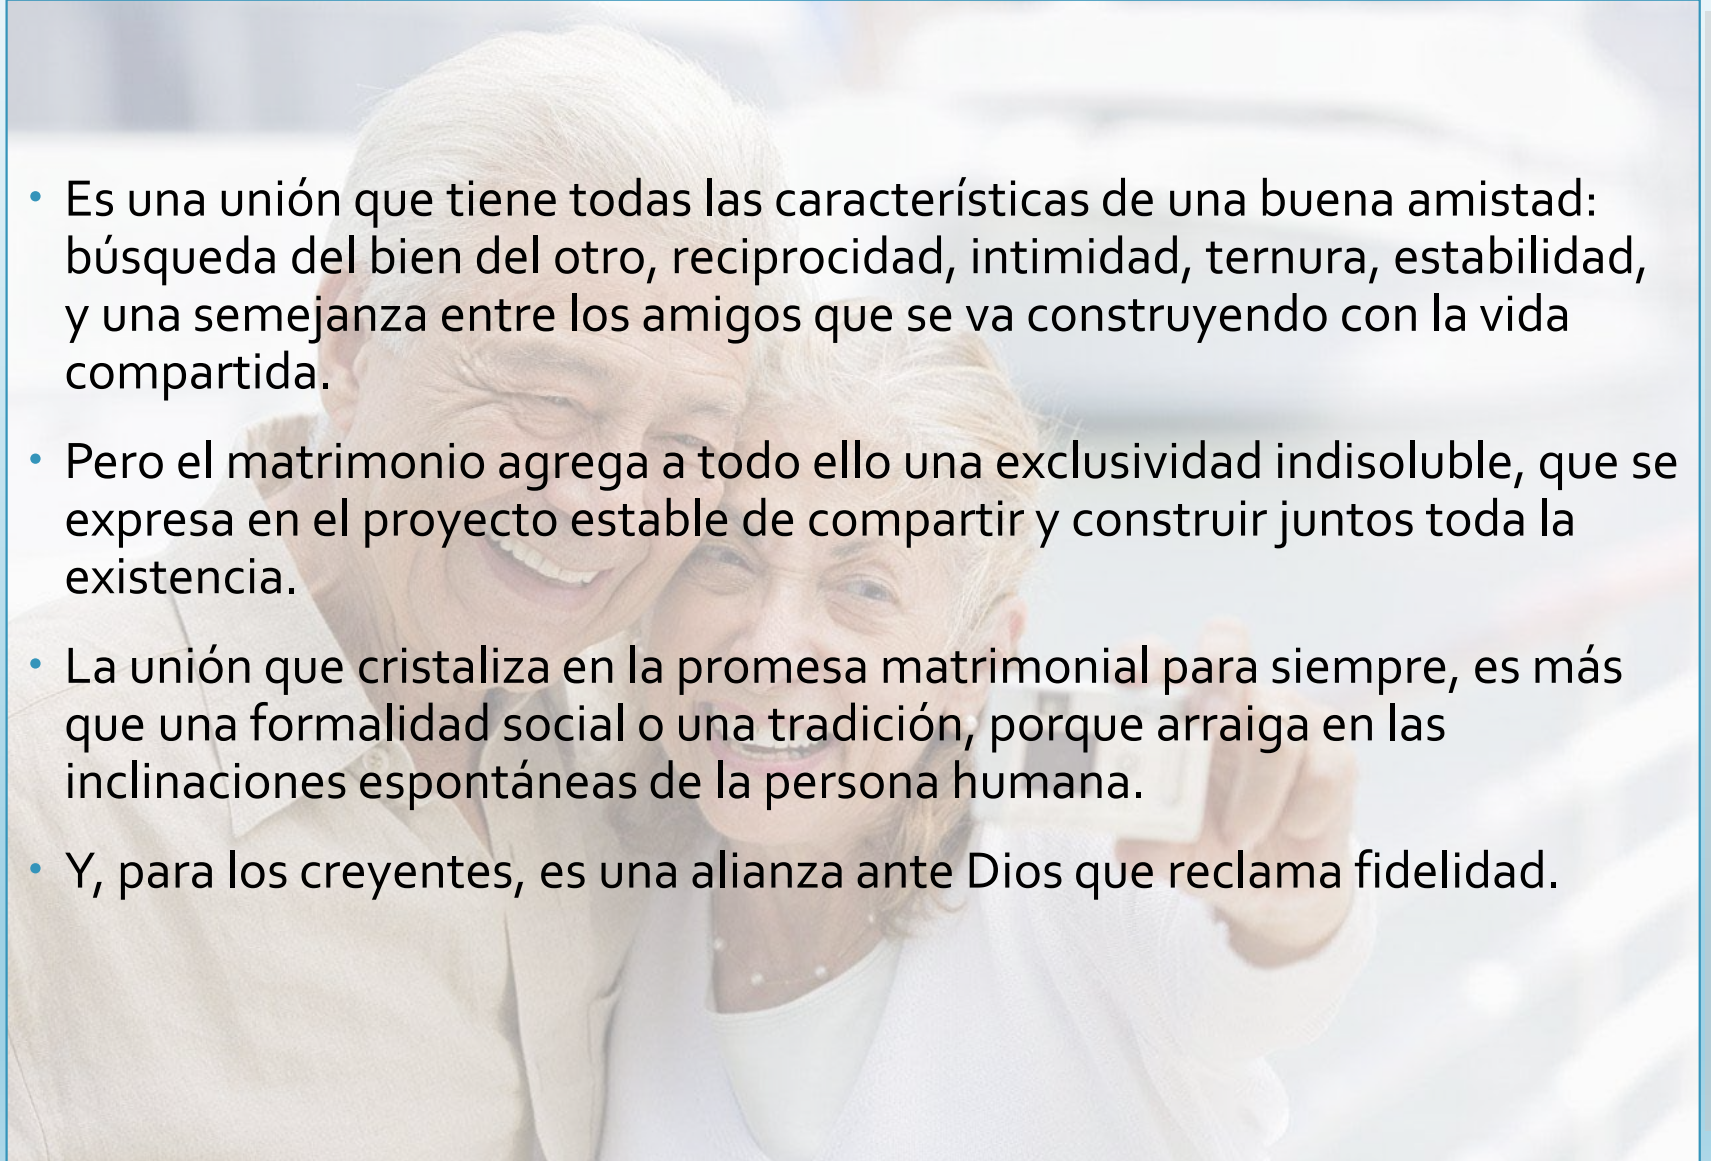 • Es una unión que tiene todas las características de una buena amistad:
búsqueda del bien del otro, reciprocidad, intimidad, ternura, estabilidad,
y una semejanza entre los amigos que se va construyendo con la vida
compartida.
• Pero el matrimonio agrega a todo ello una exclusividad indisoluble, que se
expresa en el proyecto estable de compartir y construir juntos toda la
existencia.
• La unión que cristaliza en la promesa matrimonial para siempre, es más
que una formalidad social o una tradición, porque arraiga en las
inclinaciones espontáneas de la persona humana.
• Y, para los creyentes, es una alianza ante Dios que reclama fidelidad.